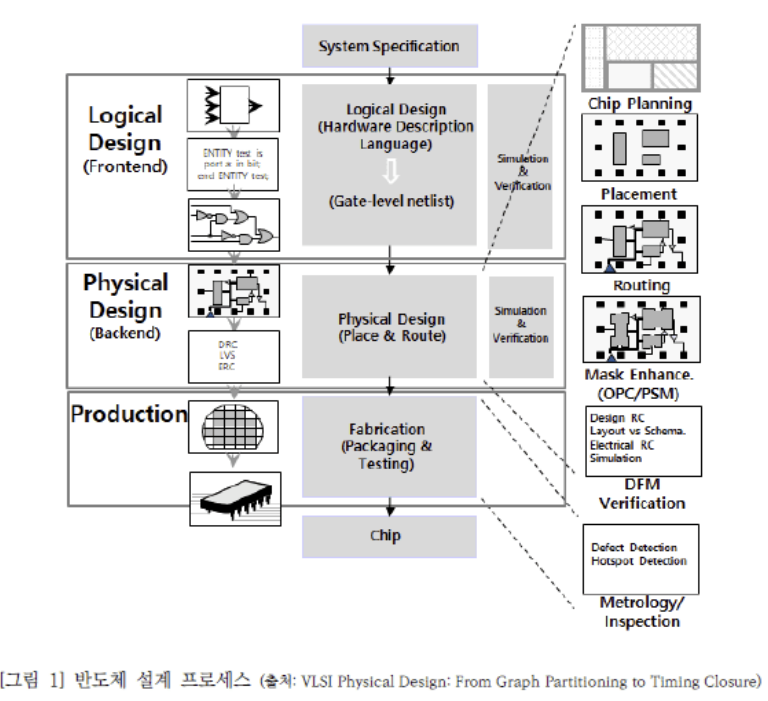 System Specification
Logical
Design
(Frontend)
ENTITY test is
port a: in bit;
end ENTITY test;
Logical Design
(Hardware Description
Language)
(Gate-level netlist)
Simulation
&
Verification
Physical
Design
(Backend)
DRC
LVS
ERC
Physical Design
(Place & Route)
Simulation
&
Verification
Production
Fabrication
(Packaging &
Testing)
Chip
Chip Planning
Placement
Routing
Mask Enhance.
(OPC/PSM)
Design RC
Layout vs Schema.
Electrical RC
Simulation
DFM
Verification
Defect Detection
Hotspot Detection
Metrology/
Inspection
[그림 1] 반도체 설계 프로세스 (출처: VLSI Physical Design: From Graph Partitioning to Timing Closure)